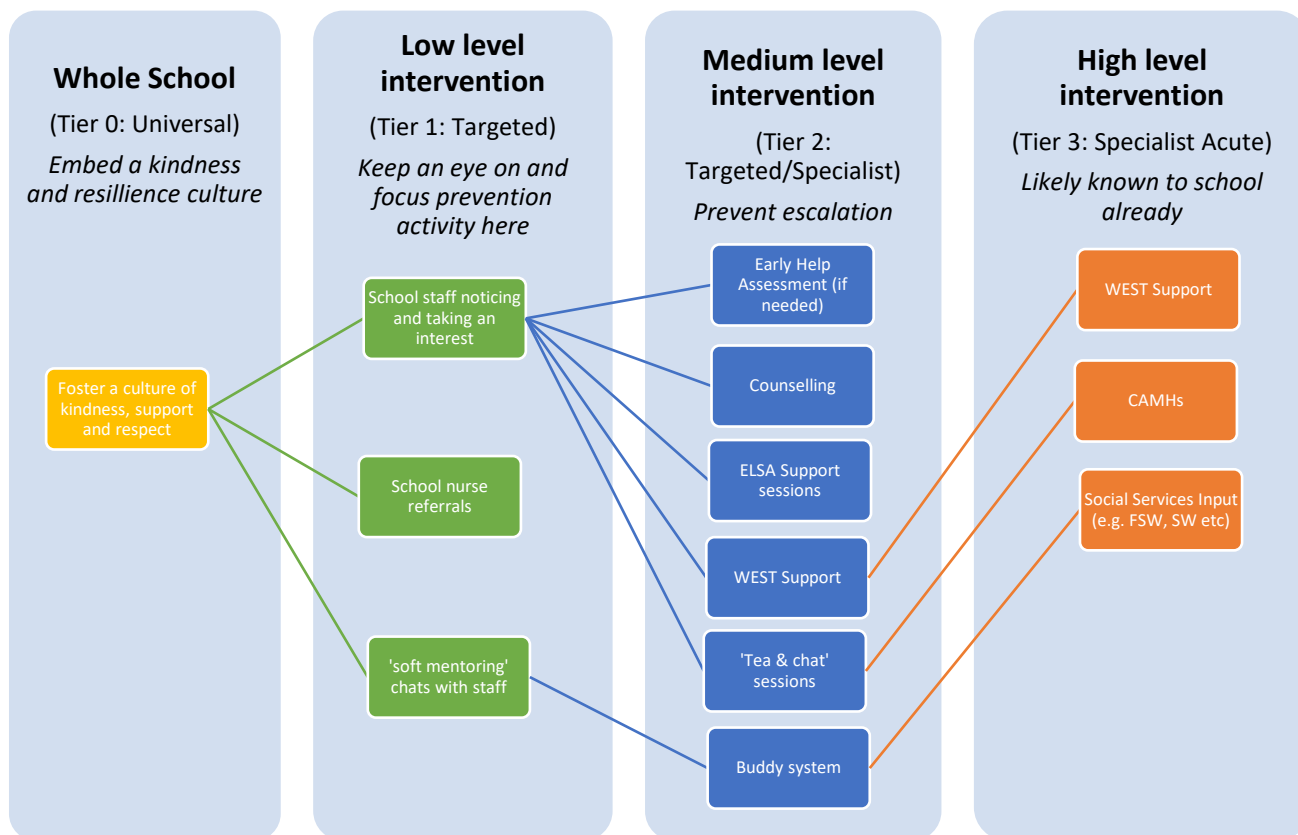 Whole School
(Tier 0: Universal)
Embed a kindness
and resillience culture
Foster a culture of
kindness, support
and respect
Low level
intervention
(Tier 1: Targeted)
Keep an eye on and
focus prevention
activity here
School staff noticing
and taking an
interest
School nurse
referrals
'soft mentoring'
chats with staff
Medium level
intervention
(Tier 2:
Targeted/Specialist)
Prevent escalation
Early Help
Assessment (if
needed)
Counselling
ELSA Support
sessions
WEST Support
'Tea & chat'
sessions
Buddy system
High level
intervention
(Tier 3: Specialist Acute)
Likely known to school
already
WEST Support
CAMHs
Social Services Input
(e.g. FSW, SW etc)